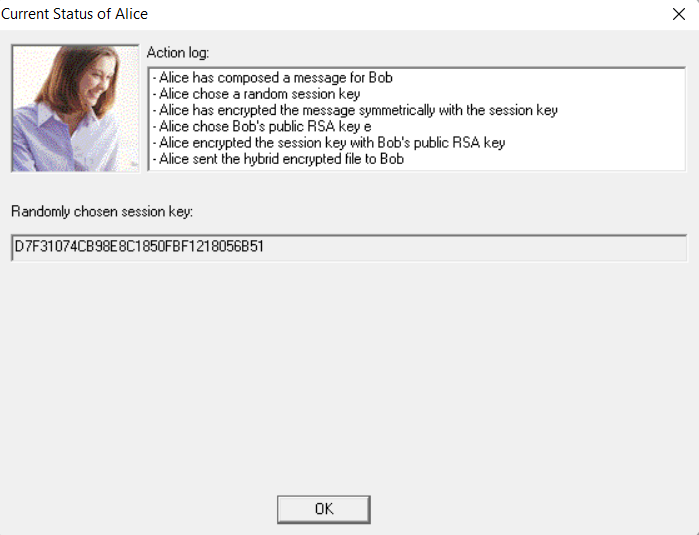 Current Status of Alice
Action log:
- Alice has composed a message for Bob
- Alice chose a random session key
- Alice has encrypted the message symmetrically with the session key
- Alice chose Bob's public RSA key e
- Alice encrypted the session key with Bob's public RSA key
- Alice sent the hybrid encrypted file to Bob
Randomly chosen session key:
D7F31074CB98E8C1850FBF1218056B51
OK